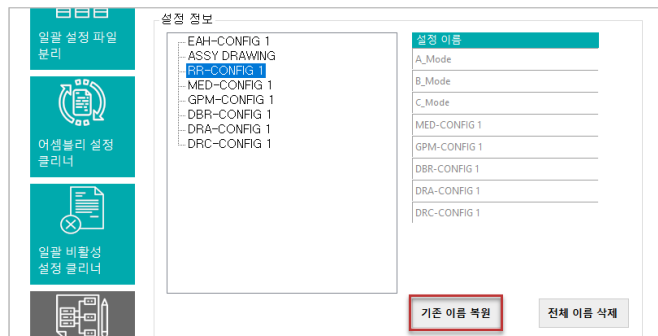 일괄 설정 파일
분리
어셈블리 설정
클리너
일괄 비활성
설정 클리너
설정 정보
EAH-CONFIG 1
ASSY DRAWING
RR-CONFIG 1
MED-CONFIG 1
GPM-CONFIG 1
DBR-CONFIG 1
DRA-CONFIG 1
DRC-CONFIG 1
설정 이름
A_Mode
B_Mode
C_Mode
MED-CONFIG 1
GPM-CONFIG 1
DBR-CONFIG 1
DRA-CONFIG 1
DRC-CONFIG 1
기존 이름 복원
전체 이름 삭제